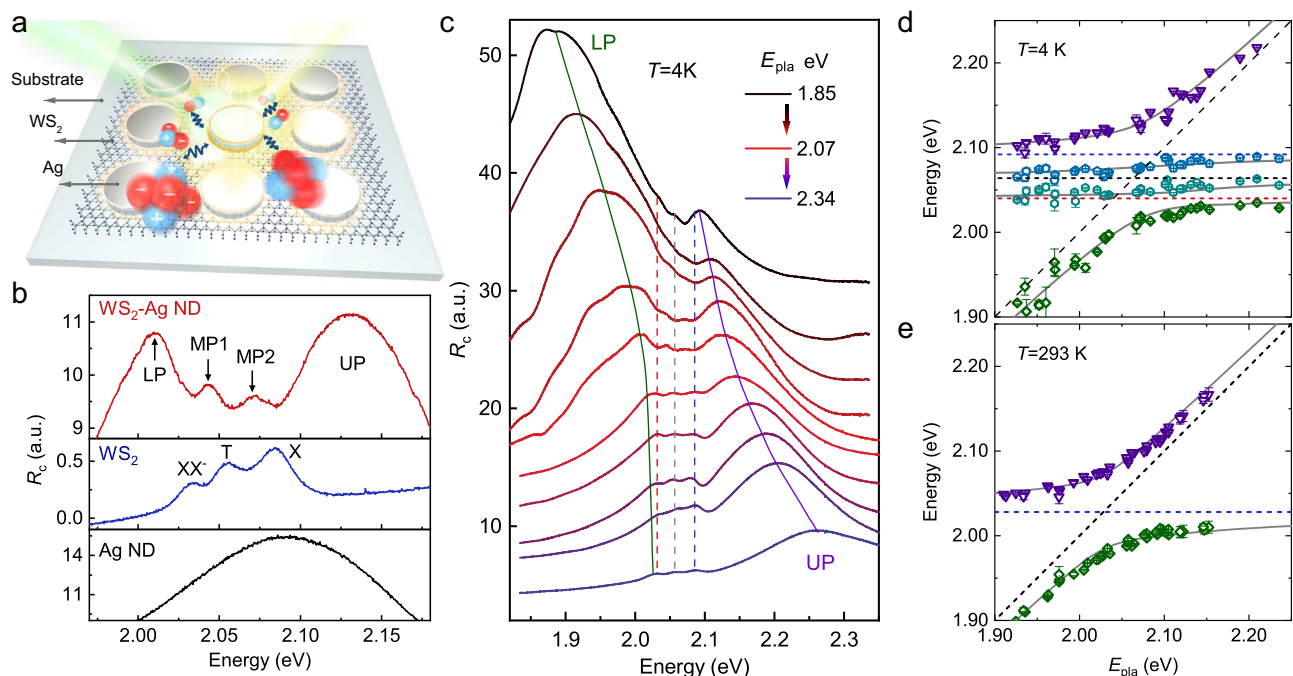 a
Substrate
WS2
Ag
b
WS2-Ag ND
MP1
MP2
LP
UP
11
10
9
WS2
XX-
T
X
0.5
0.0
Ag ND
14
11
Rc (a.u.)
2.00 2.05 2.10 2.15
Energy (eV)
c
LP
T=4K
Epla eV
1.85
2.07
2.34
UP
50
40
30
20
10
Rc (a.u.)
1.9 2.0 2.1 2.2 2.3
Energy (eV)
d
T=4 K
2.20
2.10
2.00
1.90
Energy (eV)
e
T=293 K
2.20
2.10
2.00
1.90
Energy (eV)
1.90 2.00 2.10 2.20
Epla (eV)